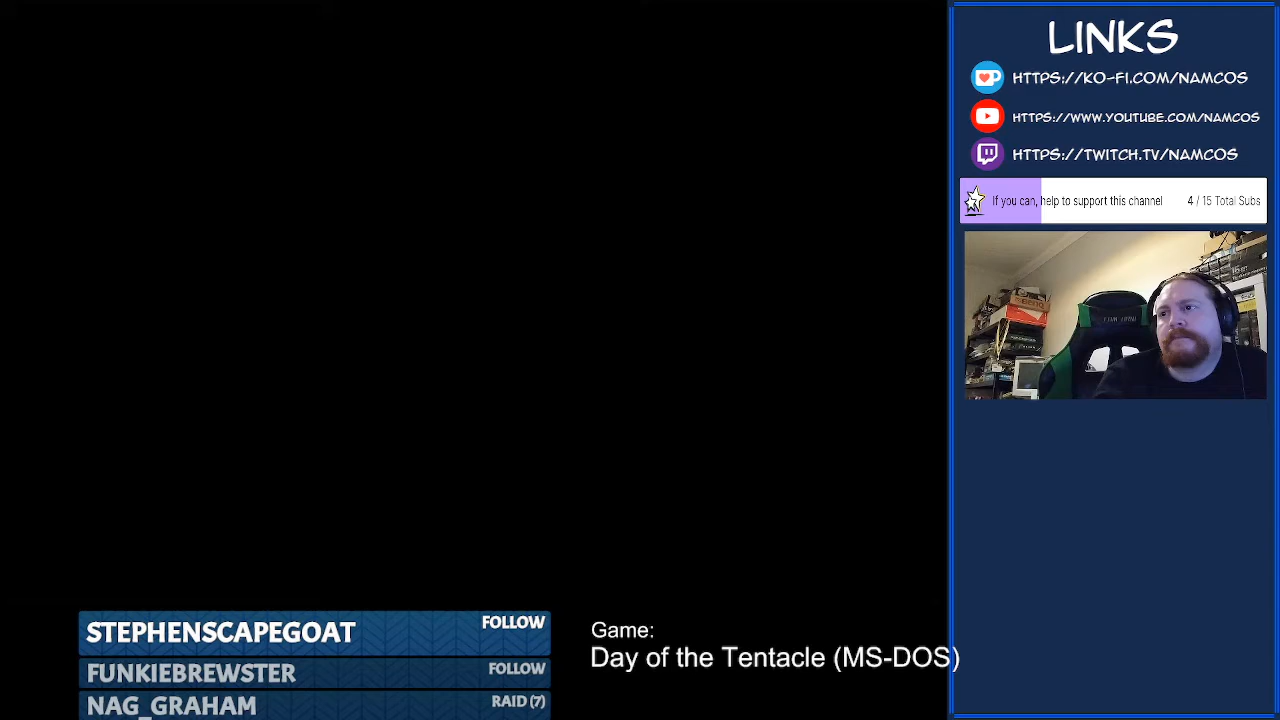 LINKS
HTTPS://KO-FI.COM/NAMCOS
HTTPS://WWW.YOUTUBE.COM/NAMCOS
HTTPS://TWITCH.TV/NAMCOS
If you can, help to support this channel 4 / 15 Total Subs
STEPHENSCAPEGOAT FOLLOW
FUNKIEBREWSTER FOLLOW
NAG_GRAHAM RAID (7)
Game:
Day of the Tentacle (MS-DOS)